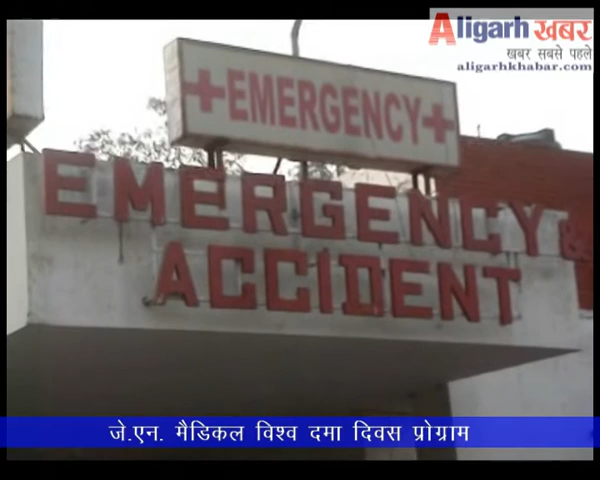 Aligarh खबर
खबर सबसे पहले
aligarhkhabar.com
+EMERGENCY+
EMERGENCY &
ACCIDENT
जे.एन. मैडिकल विश्व दमा दिवस प्रोग्राम